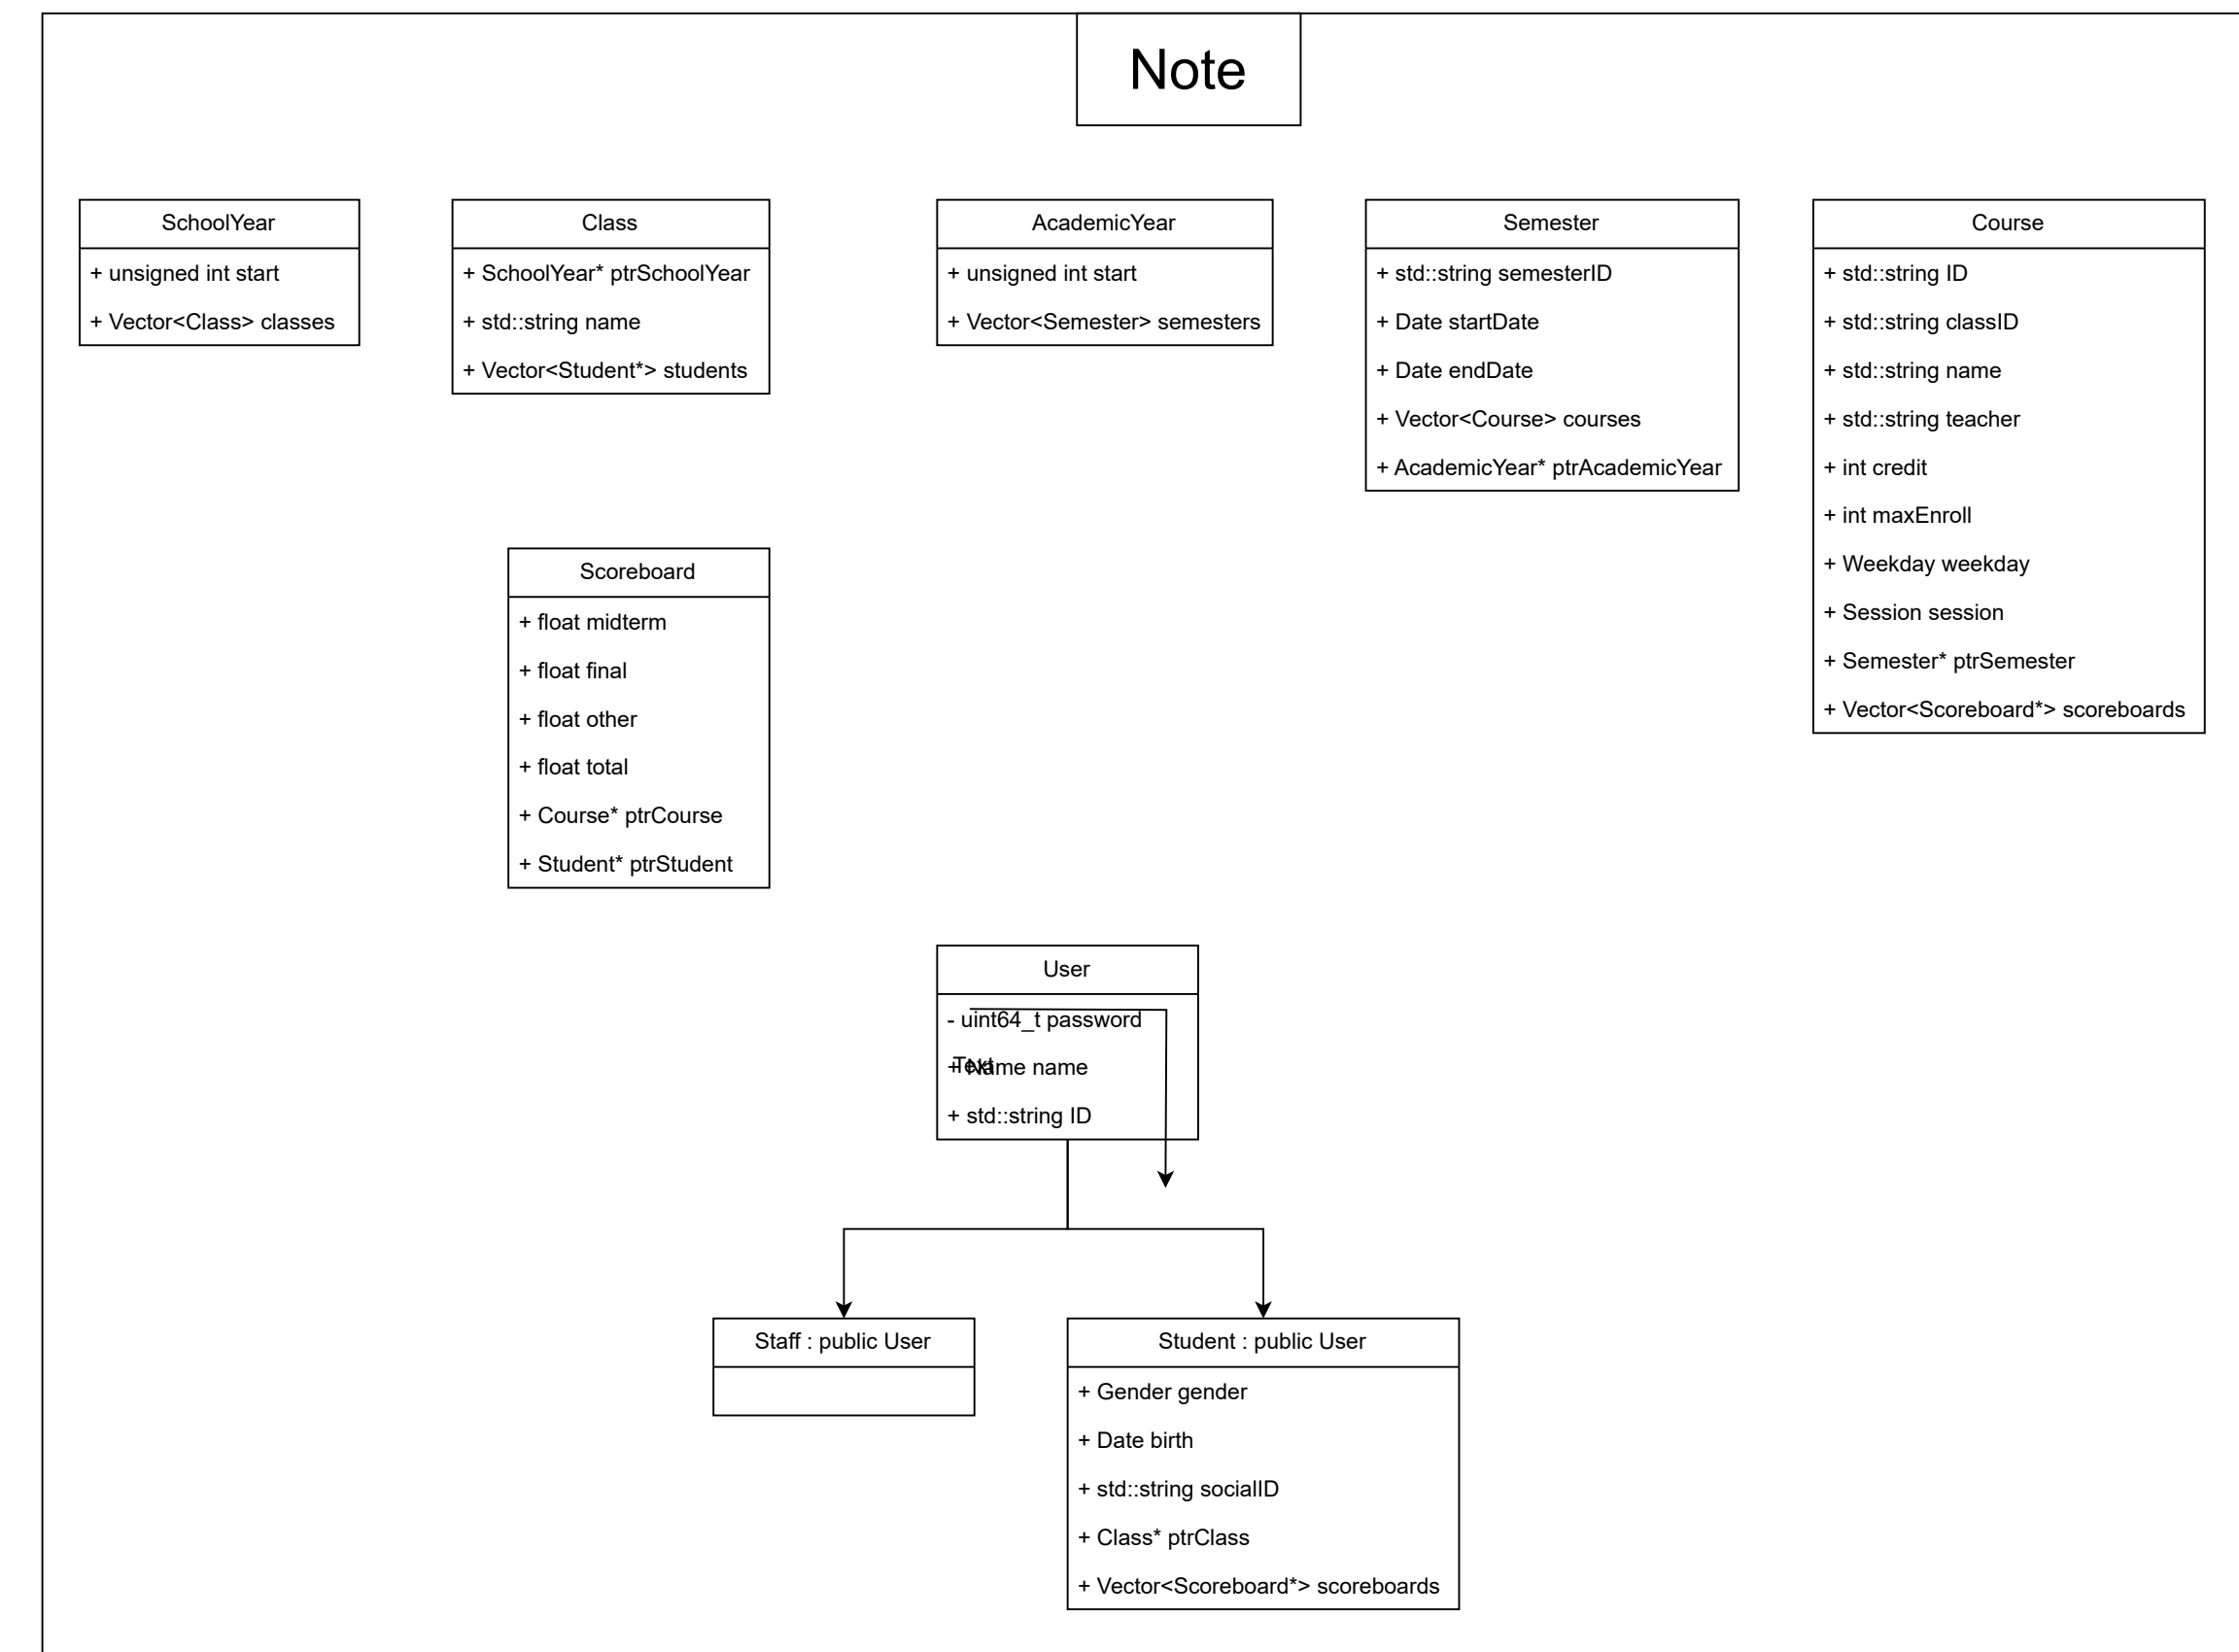 Note
SchoolYear
+ unsigned int start
+ Vector<Class> classes
Class
+ SchoolYear* ptrSchoolYear
+ std::string name
+ Vector<Student*> students
AcademicYear
+ unsigned int start
+ Vector<Semester> semesters
Semester
+ std::string semesterID
+ Date startDate
+ Date endDate
+ Vector<Course> courses
+ AcademicYear* ptrAcademicYear
Course
+ std::string ID
+ std::string classID
+ std::string name
+ std::string teacher
+ int credit
+ int maxEnroll
+ Weekday weekday
+ Session session
+ Semester* ptrSemester
+ Vector<Scoreboard*> scoreboards
Scoreboard
+ float midterm
+ float final
+ float other
+ float total
+ Course* ptrCourse
+ Student* ptrStudent
User
- uint64_t password
Text
+ Name name
+ std::string ID
Staff : public User
Student : public User
+ Gender gender
+ Date birth
+ std::string socialID
+ Class* ptrClass
+ Vector<Scoreboard*> scoreboards